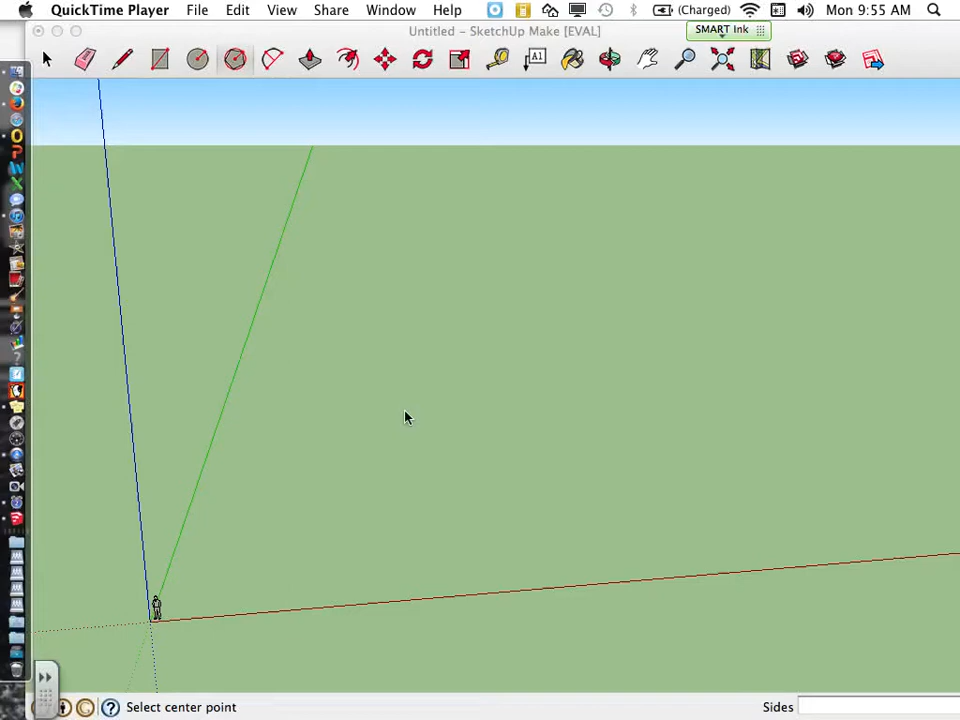 QuickTime Player File Edit View Share Window Help (Charged) Mon 9:55 AM
Untitled – SketchUp Make [EVAL]
SMART Ink
A1
Select center point
Sides